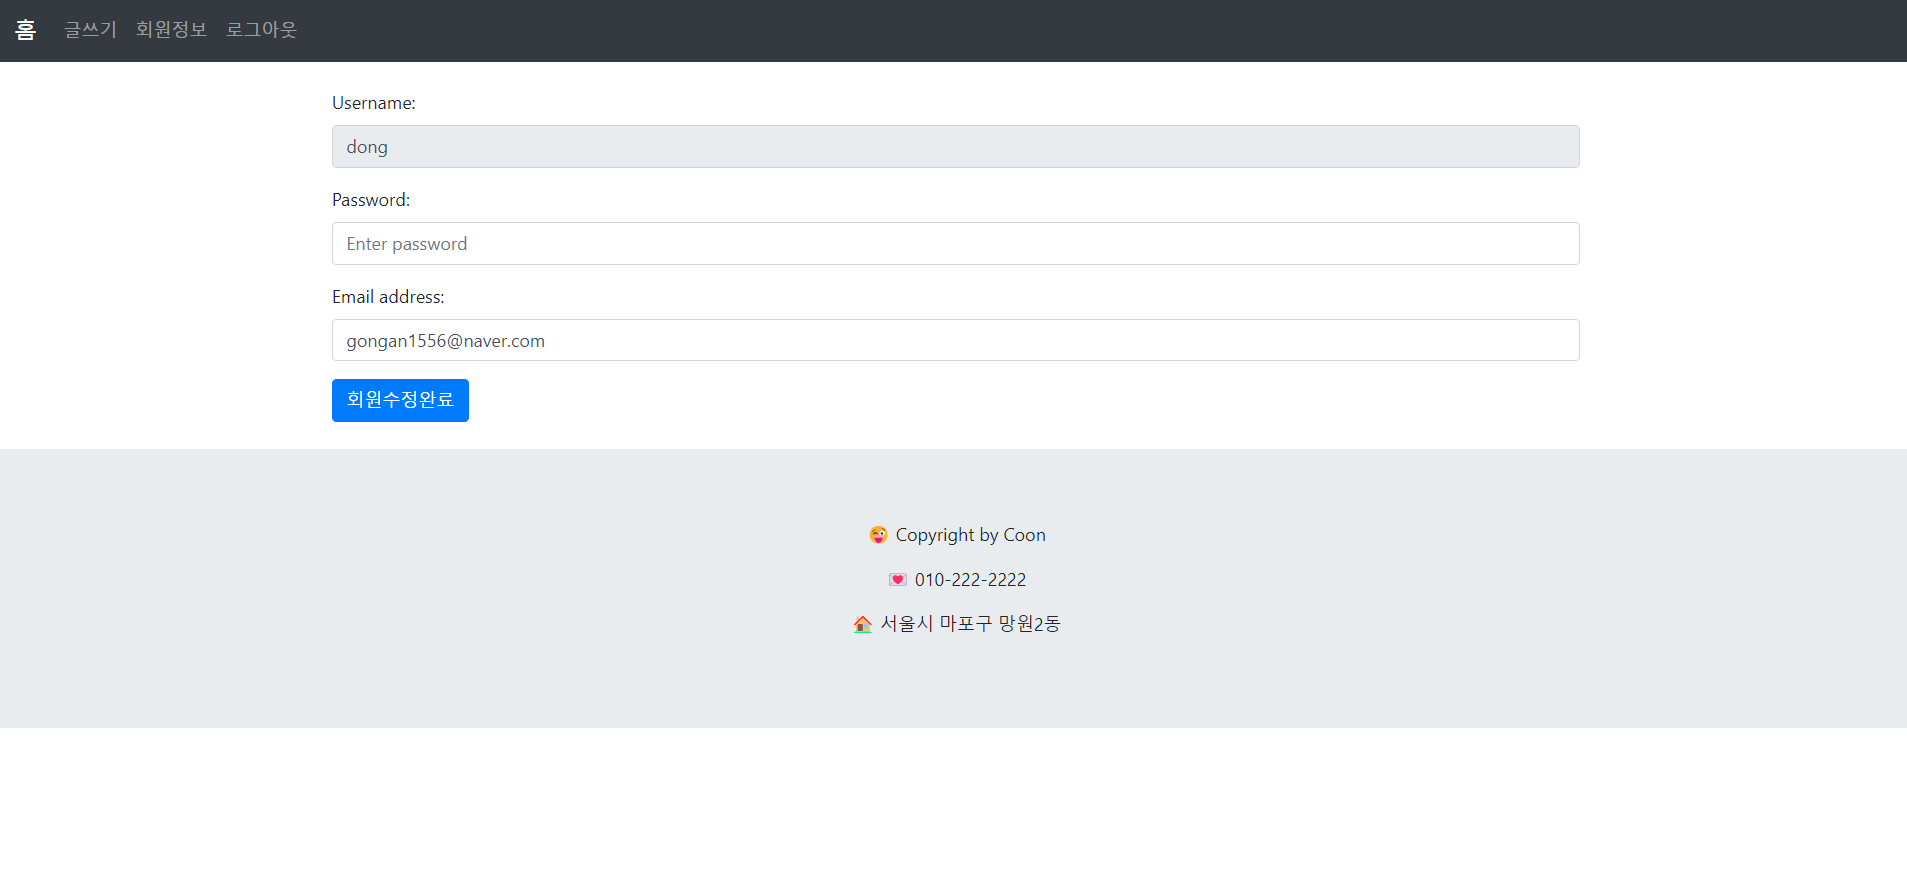 홈 글쓰기 회원정보 로그아웃
Username:
dong
Password:
Enter password
Email address:
gongan1556@naver.com
회원수정완료
😜 Copyright by Coon
💌 010-222-2222
🏠 서울시 마포구 망원2동